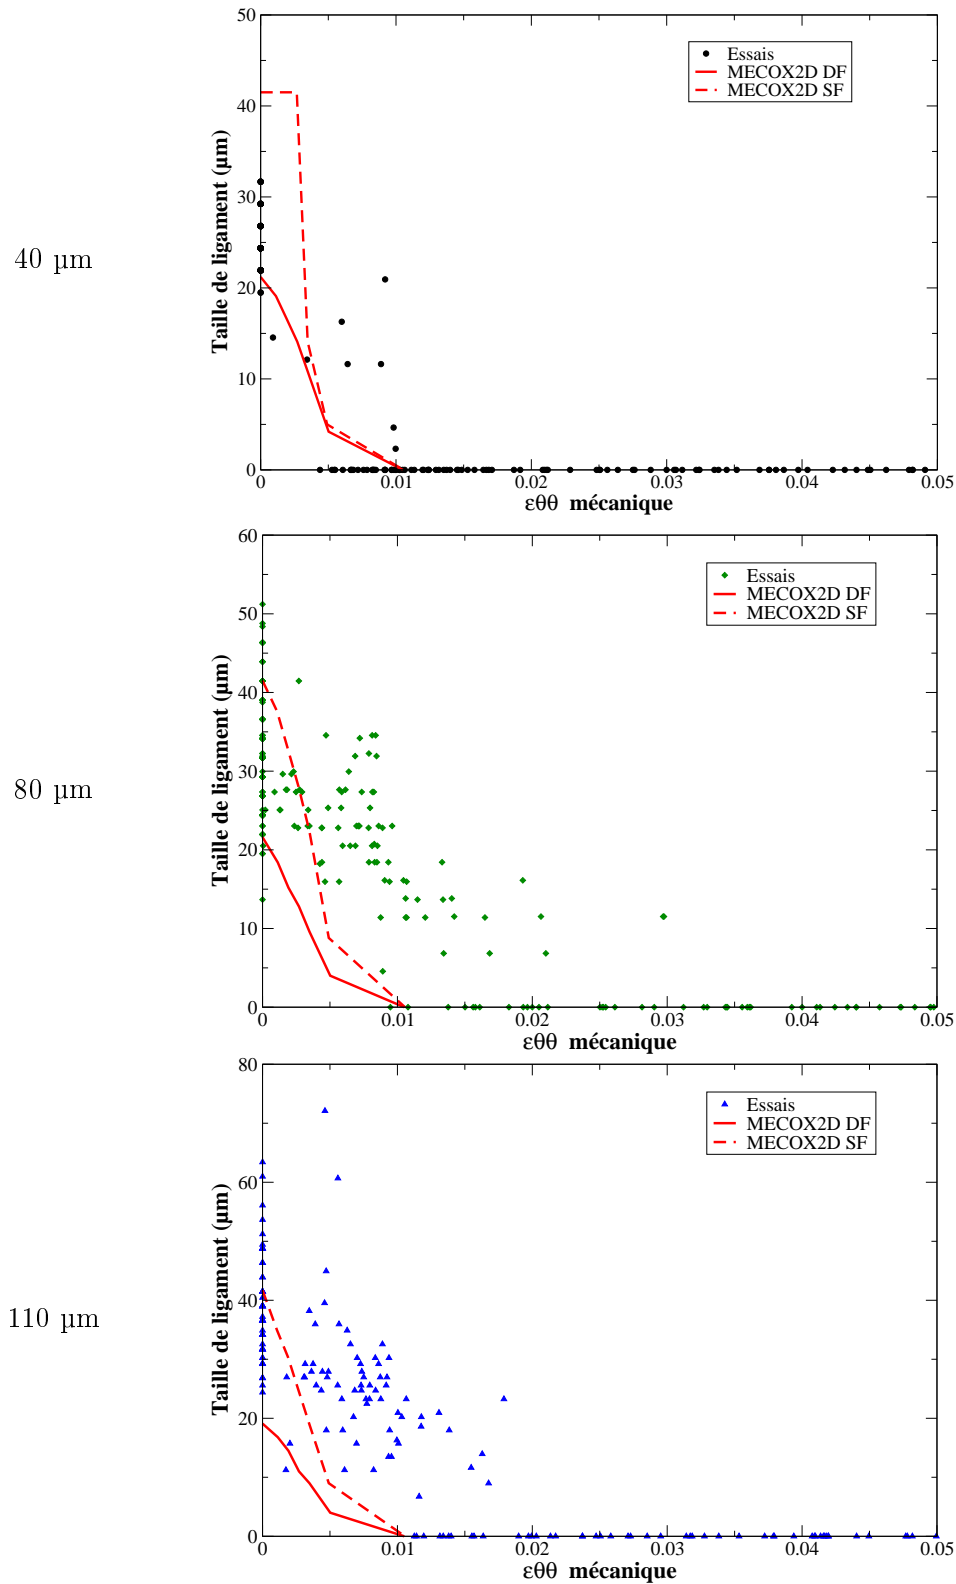 40 µm
50
40
30
20
10
0
Taille de ligament (µm)
Essais
MECOX2D DF
MECOX2D SF
0 0.01 0.02 0.03 0.04 0.05
εθθ mécanique
80 µm
60
50
40
30
20
10
0
Taille de ligament (µm)
Essais
MECOX2D DF
MECOX2D SF
0 0.01 0.02 0.03 0.04 0.05
εθθ mécanique
110 µm
80
60
40
20
0
Taille de ligament (µm)
Essais
MECOX2D DF
MECOX2D SF
0 0.01 0.02 0.03 0.04 0.05
εθθ mécanique